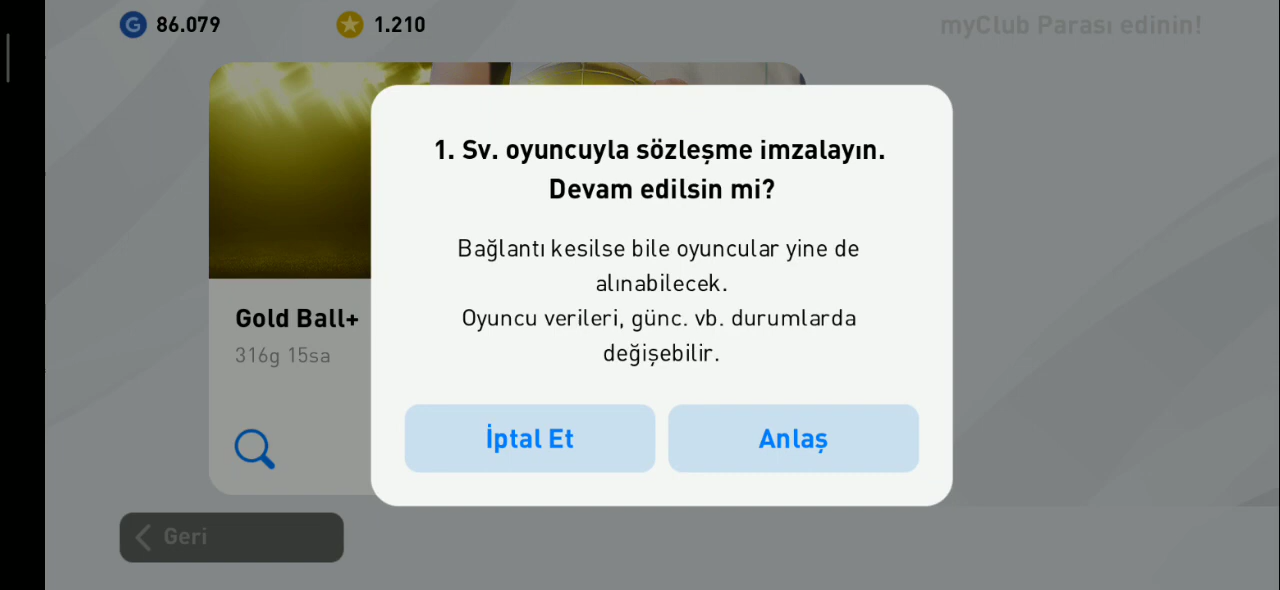 86.079
1.210
myClub Parası edinin!
1. Sv. oyuncuyla sözleşme imzalayın.
Devam edilsin mi?
Bağlantı kesilse bile oyuncular yine de
alınabilecek.
Oyuncu verileri, günc. vb. durumlarda
değişebilir.
Gold Ball+
316g 15sa
İptal Et
Anlaş
Geri